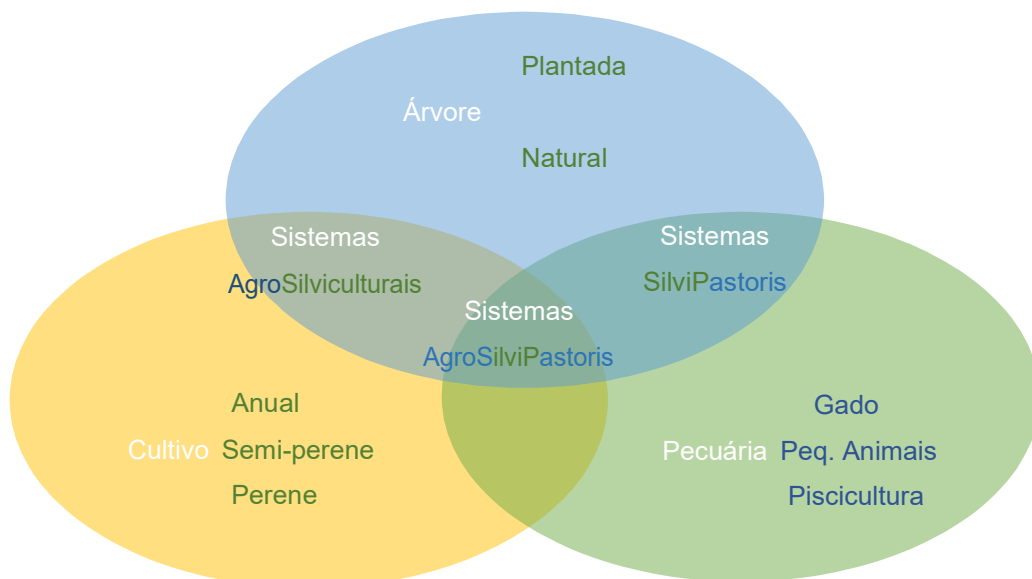 Plantada
Árvore
Natural
Sistemas
AgroSilviculturais
Sistemas
SilviPastoris
Sistemas
AgroSilviPastoris
Anual
Cultivo Semi-perene
Perene
Gado
Pecuária Peq. Animais
Piscicultura